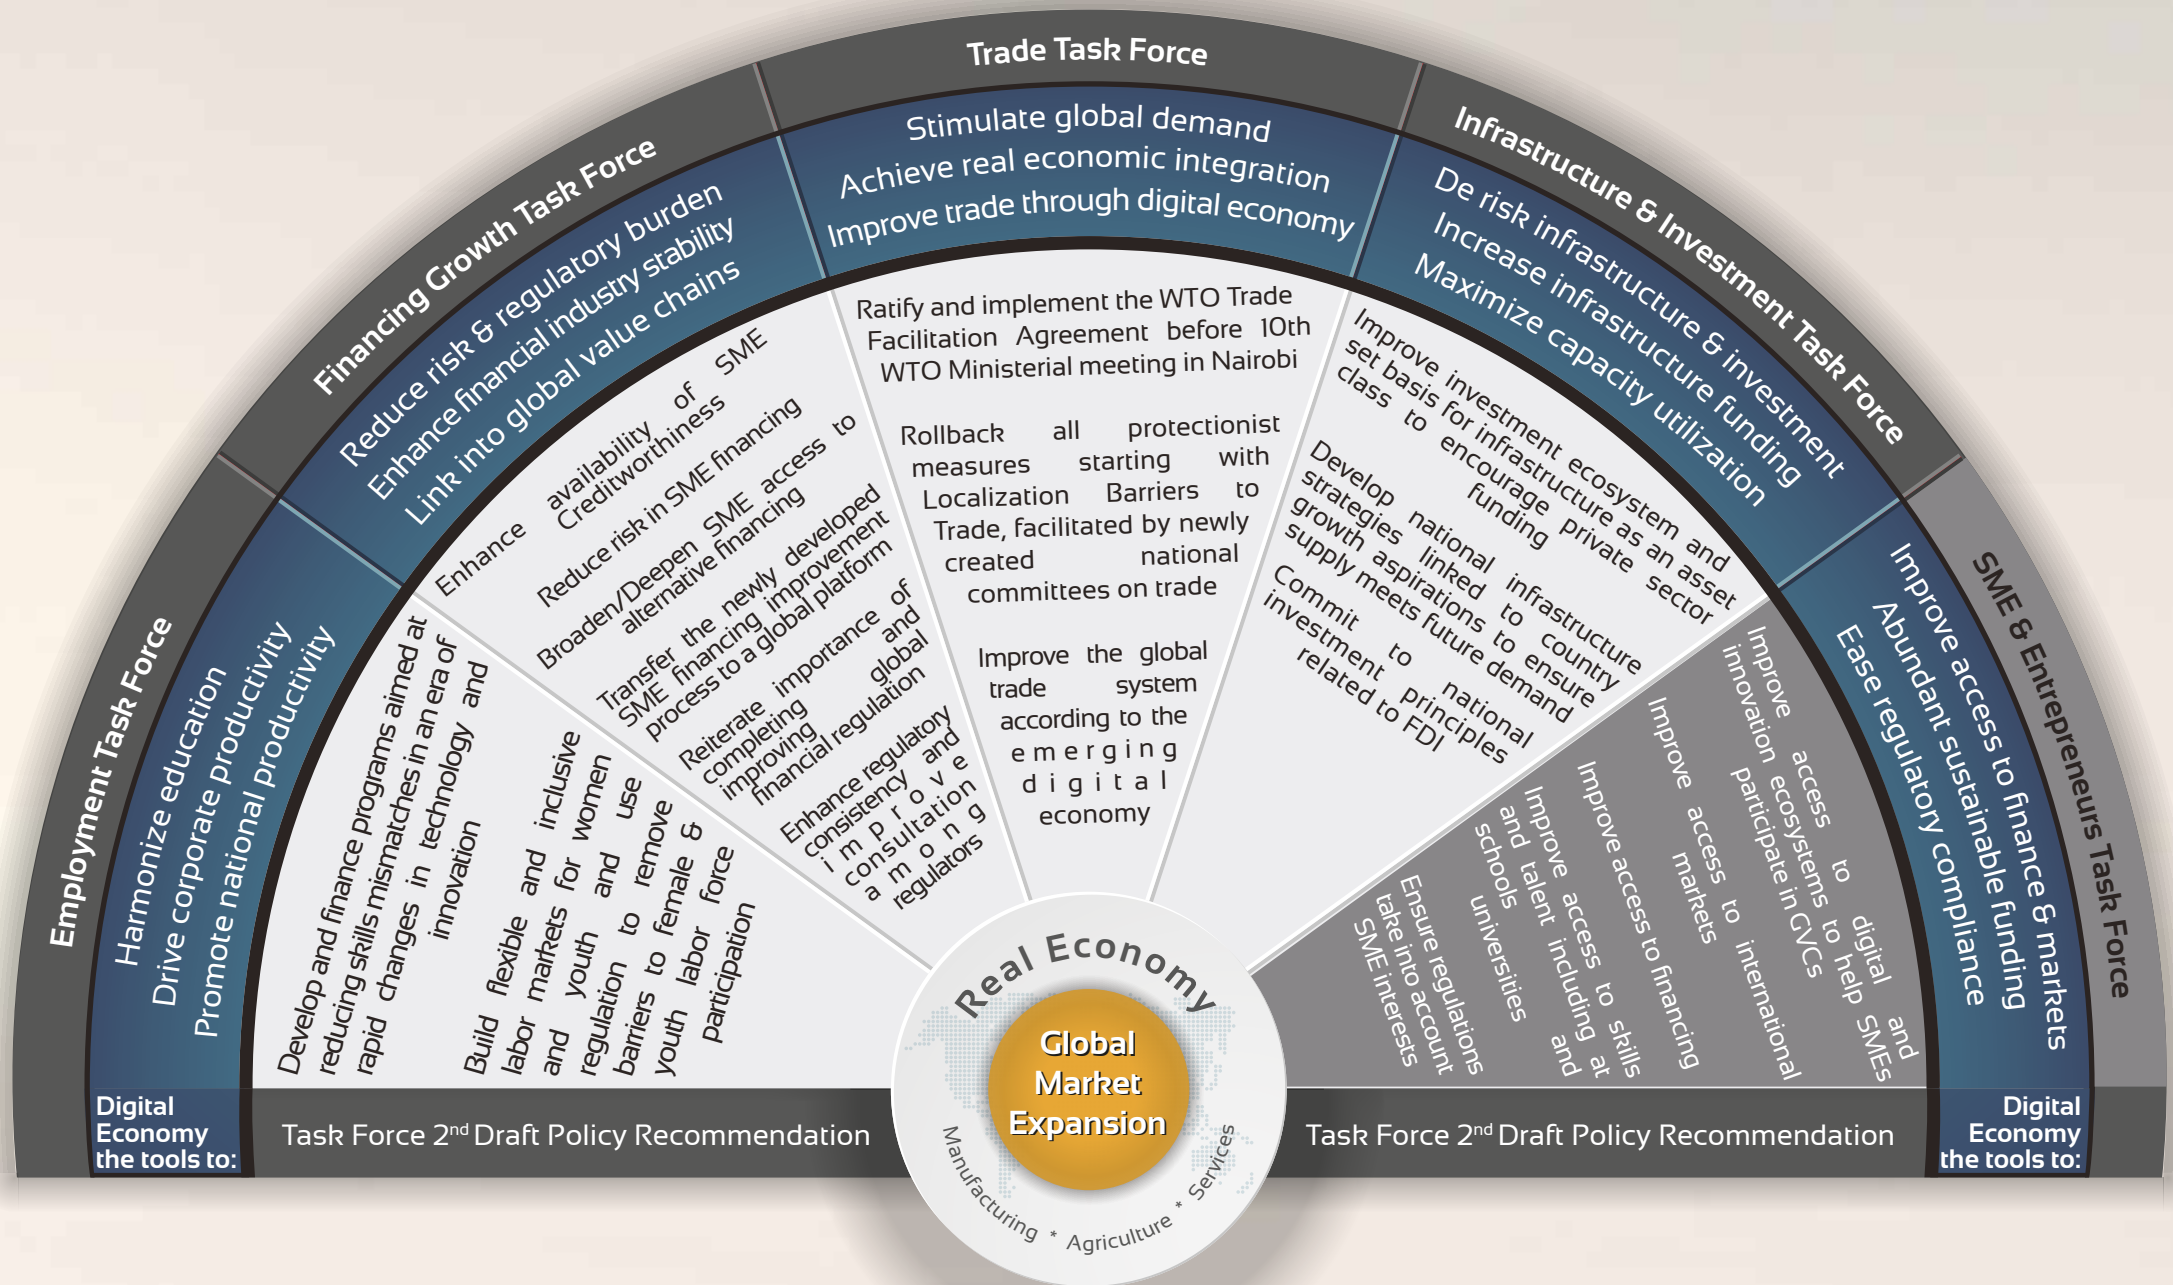 Employment Task Force
Harmonize education
Drive corporate productivity
Promote national productivity
Develop and finance programs aimed at
reducing skills mismatches in an era of
rapid changes in technology and
innovation
Build flexible and inclusive
labor markets for women
and youth and use
regulation to remove
barriers to female &
youth labor force
participation
Financing Growth Task Force
Reduce risk & regulatory burden
Enhance financial industry stability
Link into global value chains
Enhance availability of SME
Creditworthiness
Reduce risk in SME financing
Broaden/Deepen SME access to
alternative financing
Transfer the newly developed
SME financing improvement
process to a global platform
Reiterate importance of
completing and
improving global
financial regulation
Enhance regulatory
consistency and
improve
consultation
among
regulators
Trade Task Force
Stimulate global demand
Achieve real economic integration
Improve trade through digital economy
Ratify and implement the WTO Trade
Facilitation Agreement before 10th
WTO Ministerial meeting in Nairobi
Rollback all protectionist
measures starting with
Localization Barriers to
Trade, facilitated by newly
created national
committees on trade
Improve the global
trade system
according to the
emerging
digital
economy
Infrastructure & Investment Task Force
De risk infrastructure & investment
Increase infrastructure funding
Maximize capacity utilization
Improve investment ecosystem and
set basis for infrastructure as an asset
class to encourage private sector
funding
Develop national infrastructure
strategies linked to country
growth aspirations to ensure
supply meets future demand
Commit to national
investment principles
related to FDI
SME & Entrepreneurs Task Force
Improve access to finance & markets
Abundant sustainable funding
Ease regulatory compliance
Improve access to digital and
innovation ecosystems to help SMEs
participate in GVCs
Improve access to international
markets
Improve access to financing
Improve access to skills
and talent including at
schools and
universities
Ensure regulations
take into account
SME interests
Digital
Economy
the tools to:
Task Force 2nd Draft Policy Recommendation
Real Economy
Global
Market
Expansion
Manufacturing * Agriculture * Services
Task Force 2nd Draft Policy Recommendation
Digital
Economy
the tools to: